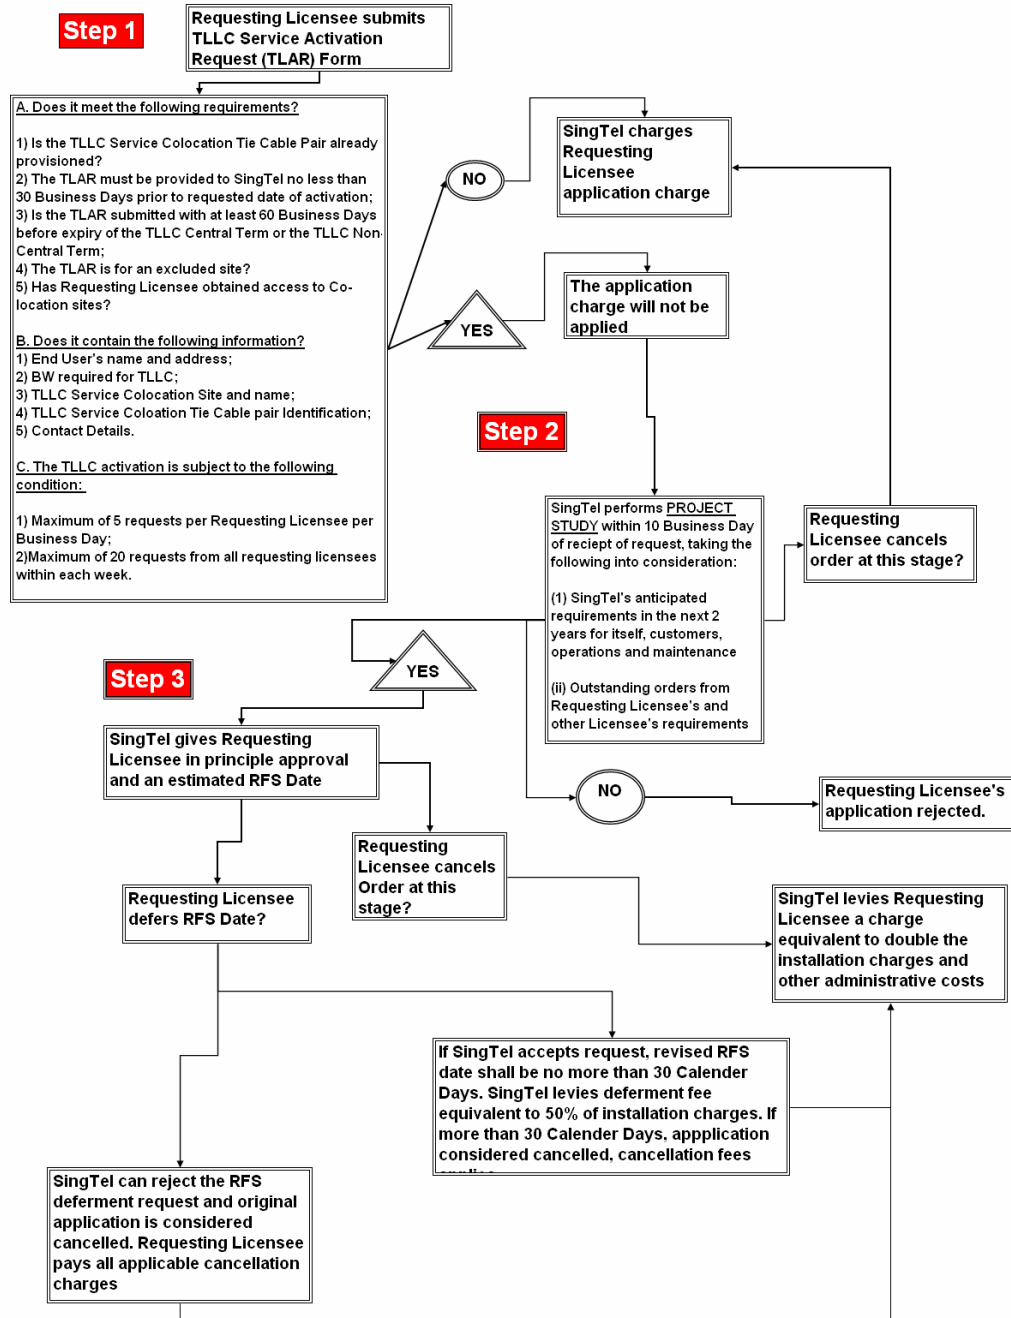 Step 1
Requesting Licensee submits
TLLC Service Activation
Request (TLAR) Form
A. Does it meet the following requirements?
1) Is the TLLC Service Colocation Tie Cable Pair already
provisioned?
2) The TLAR must be provided to SingTel no less than
30 Business Days prior to requested date of activation;
3) Is the TLAR submitted with at least 60 Business Days
before expiry of the TLLC Central Term or the TLLC Non-
Central Term;
4) The TLAR is for an excluded site?
5) Has Requesting Licensee obtained access to Co-
location sites?
B. Does it contain the following information?
1) End User's name and address;
2) BW required for TLLC;
3) TLLC Service Colocation Site and name;
4) TLLC Service Coloation Tie Cable pair Identification;
5) Contact Details.
C. The TLLC activation is subject to the following
condition:
1) Maximum of 5 requests per Requesting Licensee per
Business Day;
2)Maximum of 20 requests from all requesting licensees
within each week.
NO
SingTel charges
Requesting
Licensee
application charge
YES
The application
charge will not be
applied
Step 2
SingTel performs PROJECT
STUDY within 10 Business Day
of reciept of request, taking the
following into consideration:
(1) SingTel's anticipated
requirements in the next 2
years for itself, customers,
operations and maintenance
(ii) Outstanding orders from
Requesting Licensee's and
other Licensee's requirements
Requesting
Licensee cancels
order at this stage?
YES
Step 3
SingTel gives Requesting
Licensee in principle approval
and an estimated RFS Date
NO
Requesting Licensee's
application rejected.
Requesting
Licensee cancels
Order at this
stage?
Requesting Licensee
defers RFS Date?
SingTel levies Requesting
Licensee a charge
equivalent to double the
installation charges and
other administrative costs
If SingTel accepts request, revised RFS
date shall be no more than 30 Calender
Days. SingTel levies deferment fee
equivalent to 50% of installation charges. If
more than 30 Calender Days, appplication
considered cancelled, cancellation fees
SingTel can reject the RFS
deferment request and original
application is considered
cancelled. Requesting Licensee
pays all applicable cancellation
charges